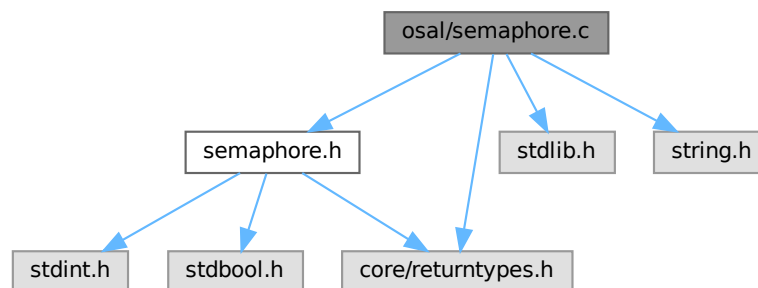 osal/semaphore.c
semaphore.h
stdlib.h
string.h
stdint.h
stdbool.h
core/returntypes.h